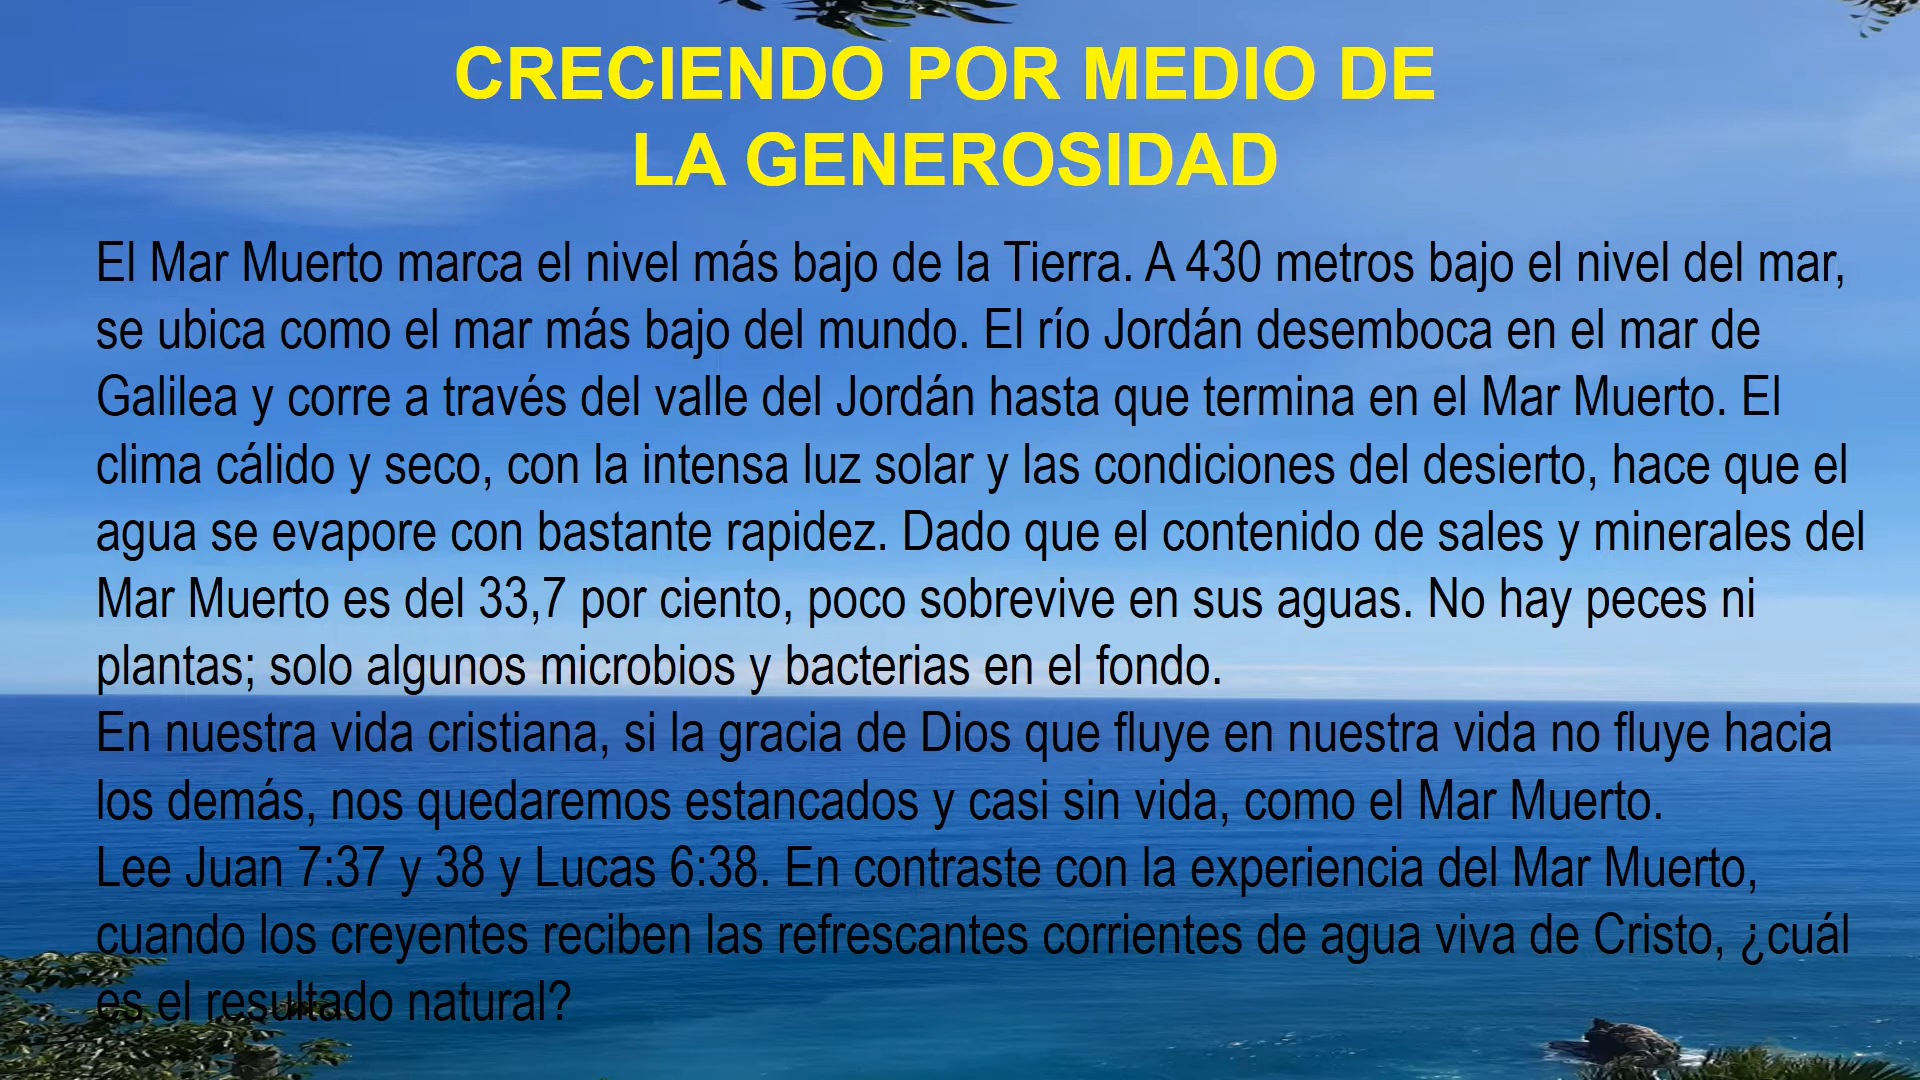 CRECIENDO POR MEDIO DE
LA GENEROSIDAD
El Mar Muerto marca el nivel más bajo de la Tierra. A 430 metros bajo el nivel del mar,
se ubica como el mar más bajo del mundo. El río Jordán desemboca en el mar de
Galilea y corre a través del valle del Jordán hasta que termina en el Mar Muerto. El
clima cálido y seco, con la intensa luz solar y las condiciones del desierto, hace que el
agua se evapore con bastante rapidez. Dado que el contenido de sales y minerales del
Mar Muerto es del 33,7 por ciento, poco sobrevive en sus aguas. No hay peces ni
plantas; solo algunos microbios y bacterias en el fondo.
En nuestra vida cristiana, si la gracia de Dios que fluye en nuestra vida no fluye hacia
los demás, nos quedaremos estancados y casi sin vida, como el Mar Muerto.
Lee Juan 7:37 y 38 y Lucas 6:38. En contraste con la experiencia del Mar Muerto,
cuando los creyentes reciben las refrescantes corrientes de agua viva de Cristo, ¿cuál
es el resultado natural?